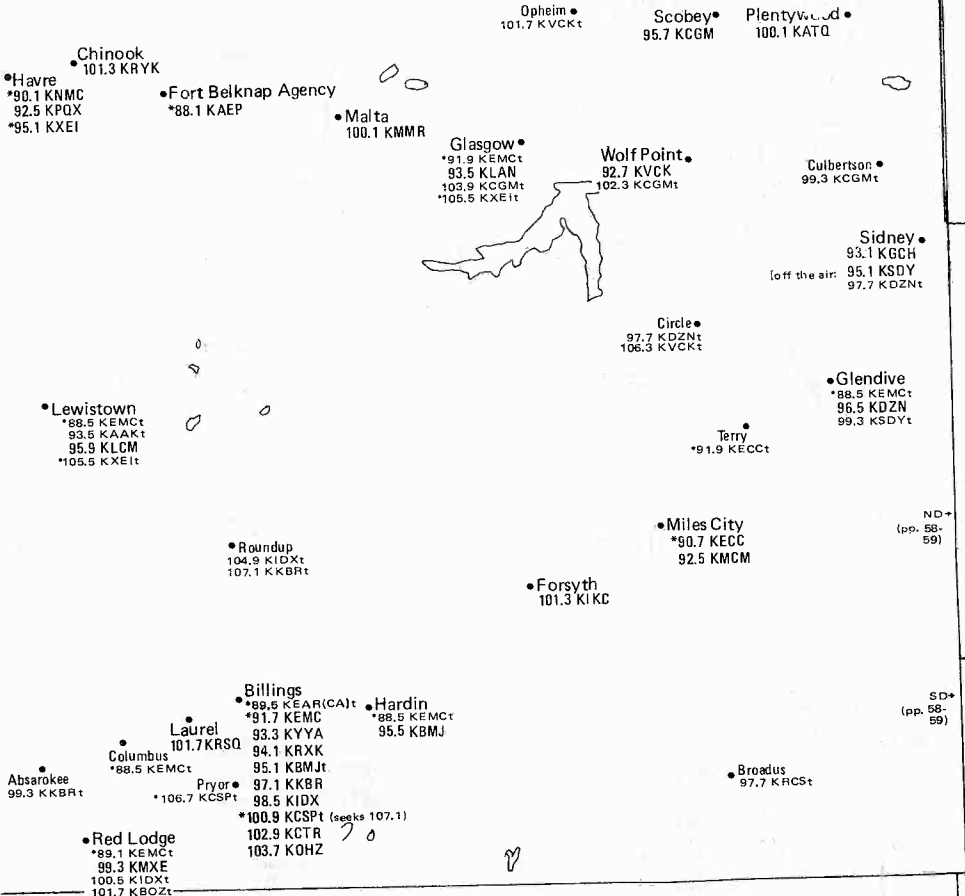 Opheim
101.7 KVCKt
Scobey
95.7 KCGM
100.1 KATQ
Chinook
101.3 KRYK
Havre
*90.1 KNMC
92.5 KPQX
*95.1 KXEI
Fort Belknap Agency
*88.1 KAEP
Malta
100.1 KMMR
Glasgow
*91.9 KEMCt
93.5 KLAN
103.9 KCGMt
*105.5 KXEIt
Wolf Point
92.7 KVCK
102.3 KCGMt
Culbertson
99.3 KCGMt
Sidney
93.1 KGCH
(off the air: 95.1 KSDY
97.7 KDZNt
Circle
97.7 KDZNt
106.3 KVCKt
Glendive
*88.5 KEMCt
96.5 KDZN
99.3 KSDYt
Lewistown
*88.5 KEMCt
93.5 KAAKt
95.9 KLCM
*105.5 KXEIt
Terry
*91.9 KECCt
Miles City
*90.7 KECC
92.5 KMCM
ND→
(pp. 58-
59)
Roundup
104.9 KIDXt
107.1 KKBRt
Forsyth
101.3 KIKC
Billings
*89.5 KEAR(CA)t
*91.7 KEMC
93.3 KYYA
94.1 KRXK
95.1 KBMJt
97.1 KKBR
98.5 KIDX
*100.9 KCSPt (seeks 107.1)
102.9 KCTR
103.7 KOHZ
Hardin
*88.5 KEMCt
95.5 KBMJ
SD→
(pp. 58-
59)
Laurel
101.7 KRSQ
Columbus
*88.5 KEMCt
Absarokee
99.3 KKBRt
Pryor
*106.7 KCSPt
Broadus
97.7 KRCSt
Red Lodge
*89.1 KEMCt
99.3 KMXE
100.5 KIDXt
101.7 KBOZt